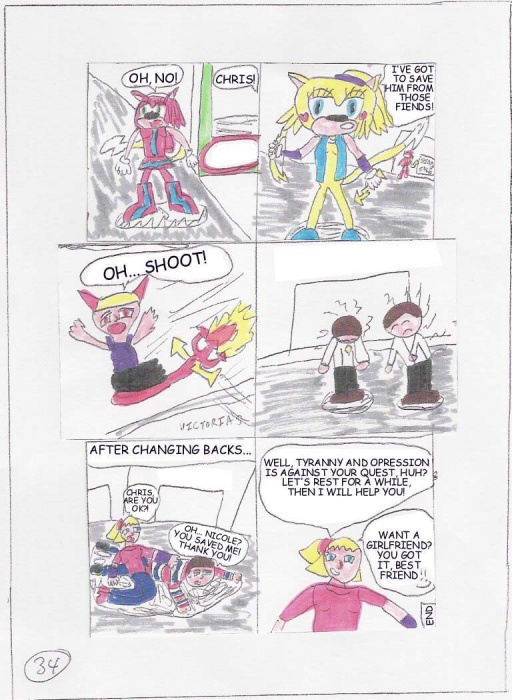 OH, NO!
CHRIS!
I'VE GOT
TO SAVE
HIM FROM
THOSE
FIENDS!
OH... SHOOT!
VICTORIA'S
AFTER CHANGING BACKS...
CHRIS,
ARE YOU
OK?!
OH... NICOLE?
YOU SAVED ME!
THANK YOU!
WELL, TYRANNY AND OPRESSION
IS AGAINST YOUR QUEST, HUH?
LET'S REST FOR A WHILE,
THEN I WILL HELP YOU!
WANT A
GIRLFRIEND?
YOU GOT
IT, BEST
FRIEND!!
END
34